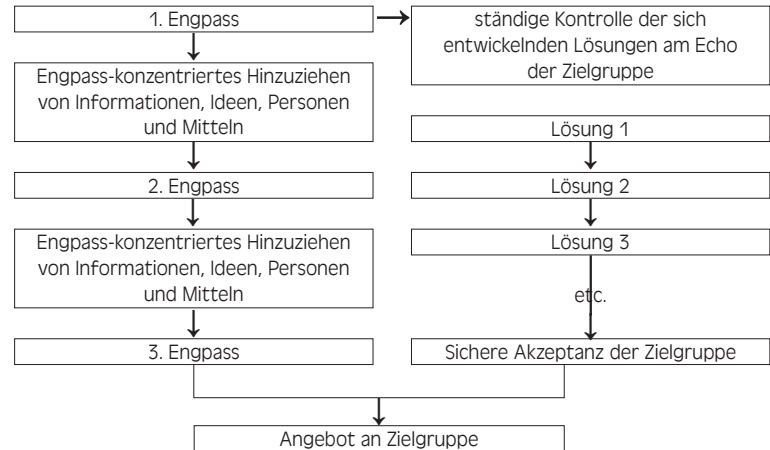 1. Engpass
Engpass-konzentriertes Hinzuziehen
von Informationen, Ideen, Personen
und Mitteln
2. Engpass
Engpass-konzentriertes Hinzuziehen
von Informationen, Ideen, Personen
und Mitteln
3. Engpass
ständige Kontrolle der sich
entwickelnden Lösungen am Echo
der Zielgruppe
Lösung 1
Lösung 2
Lösung 3
etc.
Sichere Akzeptanz der Zielgruppe
Angebot an Zielgruppe